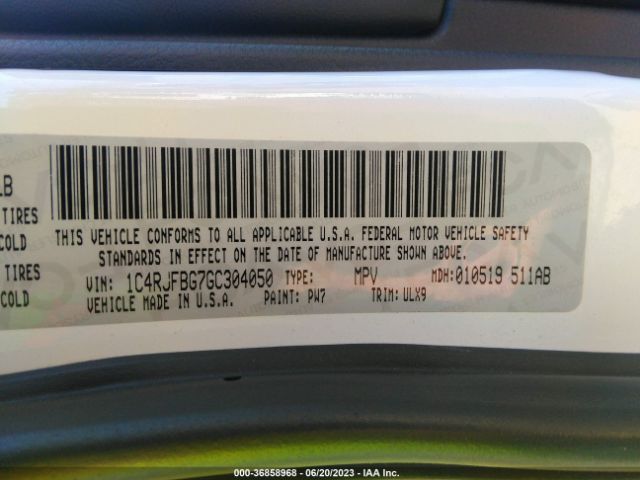 LB
TIRES
COLD
TIRES
COLD
THIS VEHICLE CONFORMS TO ALL APPLICABLE U.S.A. FEDERAL MOTOR VEHICLE SAFETY
STANDARDS IN EFFECT ON THE DATE OF MANUFACTURE SHOWN ABOVE.
VIN: 1C4RJFBG7GC304050 TYPE: MPV MDH:010519 511AB
VEHICLE MADE IN U.S.A. PAINT: PW7 TRIM: ULX9
000-36858968 - 06/20/2023 - IAA Inc.